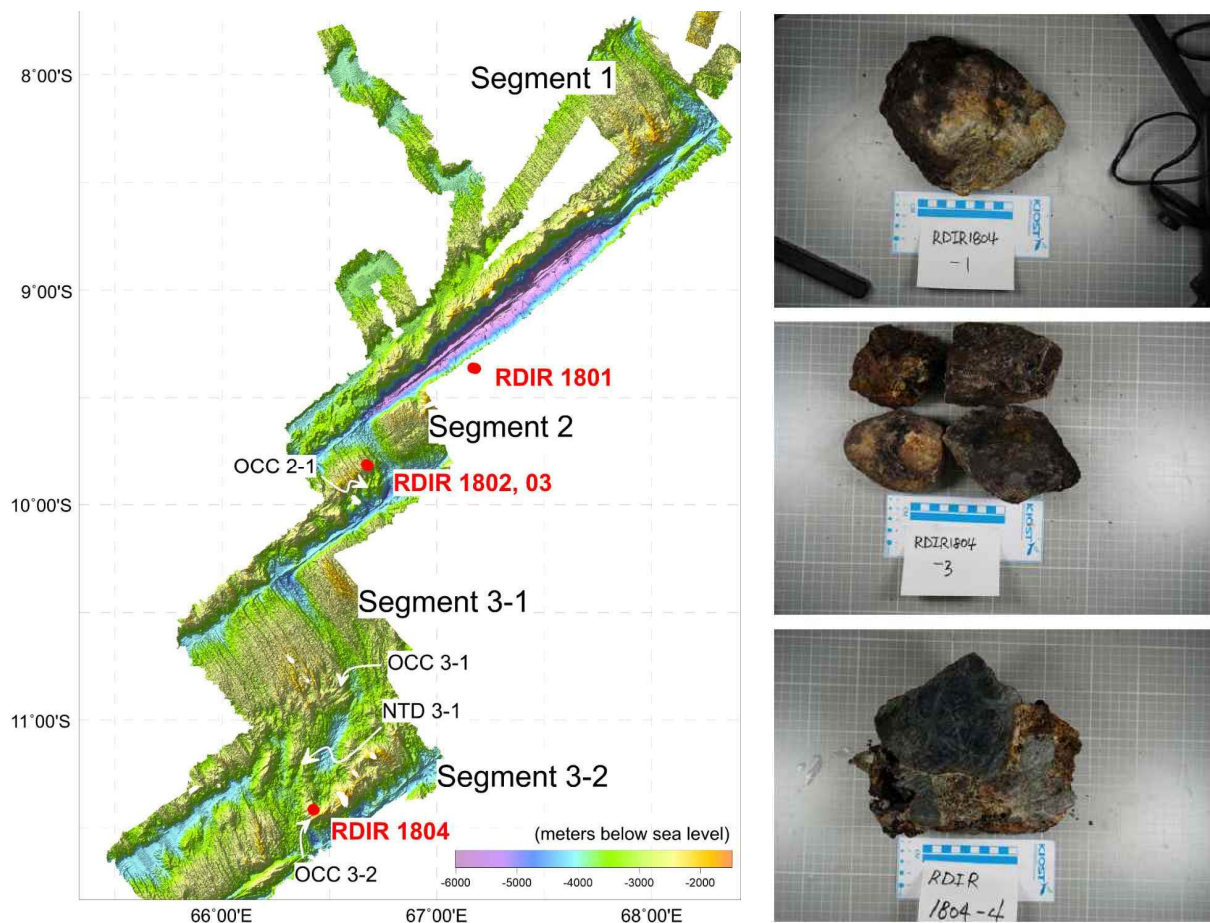 8°00'S
9°00'S
10°00'S
11°00'S
66°00'E
67°00'E
68°00'E
Segment 1
RDIR 1801
Segment 2
OCC 2-1
RDIR 1802, 03
Segment 3-1
OCC 3-1
NTD 3-1
Segment 3-2
RDIR 1804
OCC 3-2
(meters below sea level)
-6000 -5000 -4000 -3000 -2000
KIOST
RDIR1804
-1
KIOST
RDIR1804
-3
KIOST
RDIR
1804-4